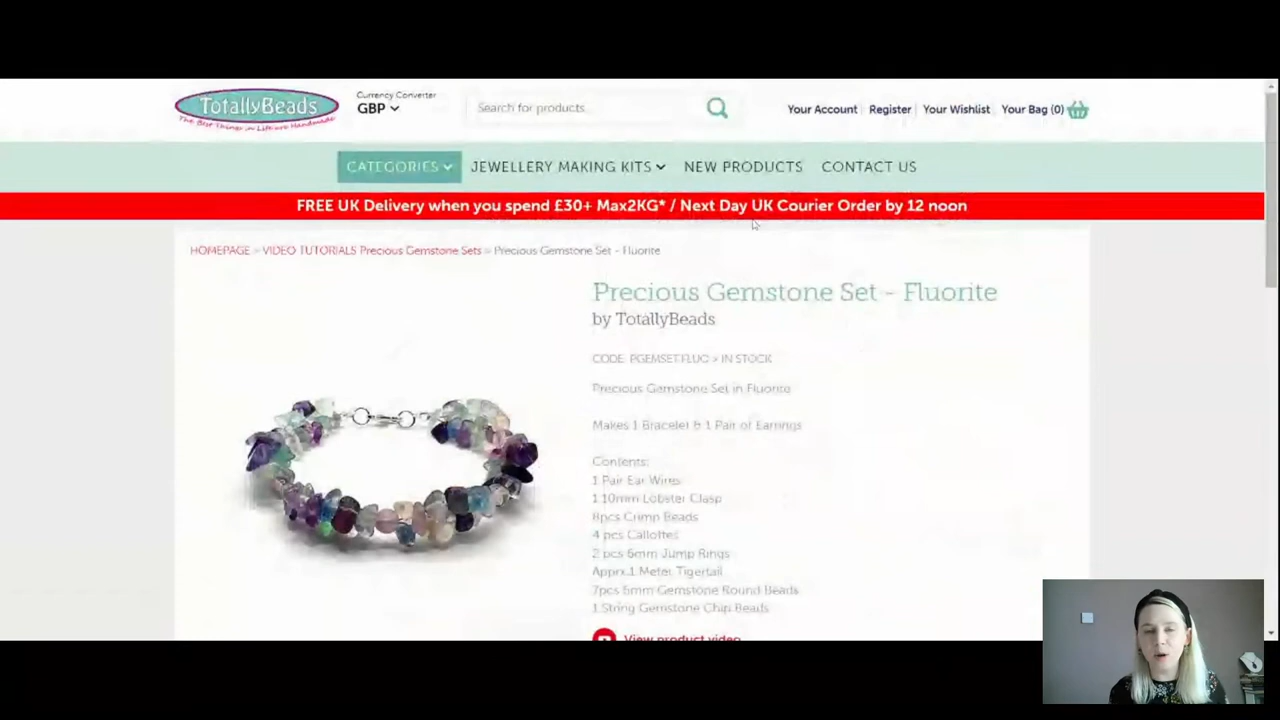 TotallyBeads
The Best Things in Life are Handmade
Currency Converter
GBP
Search for products
Your Account
Register
Your Wishlist
Your Bag (0)
CATEGORIES
JEWELLERY MAKING KITS
NEW PRODUCTS
CONTACT US
FREE UK Delivery when you spend £30+ Max2KG* / Next Day UK Courier Order by 12 noon
HOMEPAGE » VIDEO TUTORIALS Precious Gemstone Sets » Precious Gemstone Set - Fluorite
Precious Gemstone Set - Fluorite
by TotallyBeads
CODE: PGEMSET.FLUO > IN STOCK
Precious Gemstone Set in Fluorite
Makes 1 Bracelet & 1 Pair of Earrings
Contents:
1 Pair Ear Wires
1 10mm Lobster Clasp
8pcs Crimp Beads
4 pcs Callottes
2 pcs 6mm Jump Rings
Apprx.1 Meter Tigertail
7pcs 5mm Gemstone Round Beads
1 String Gemstone Chip Beads
View product video